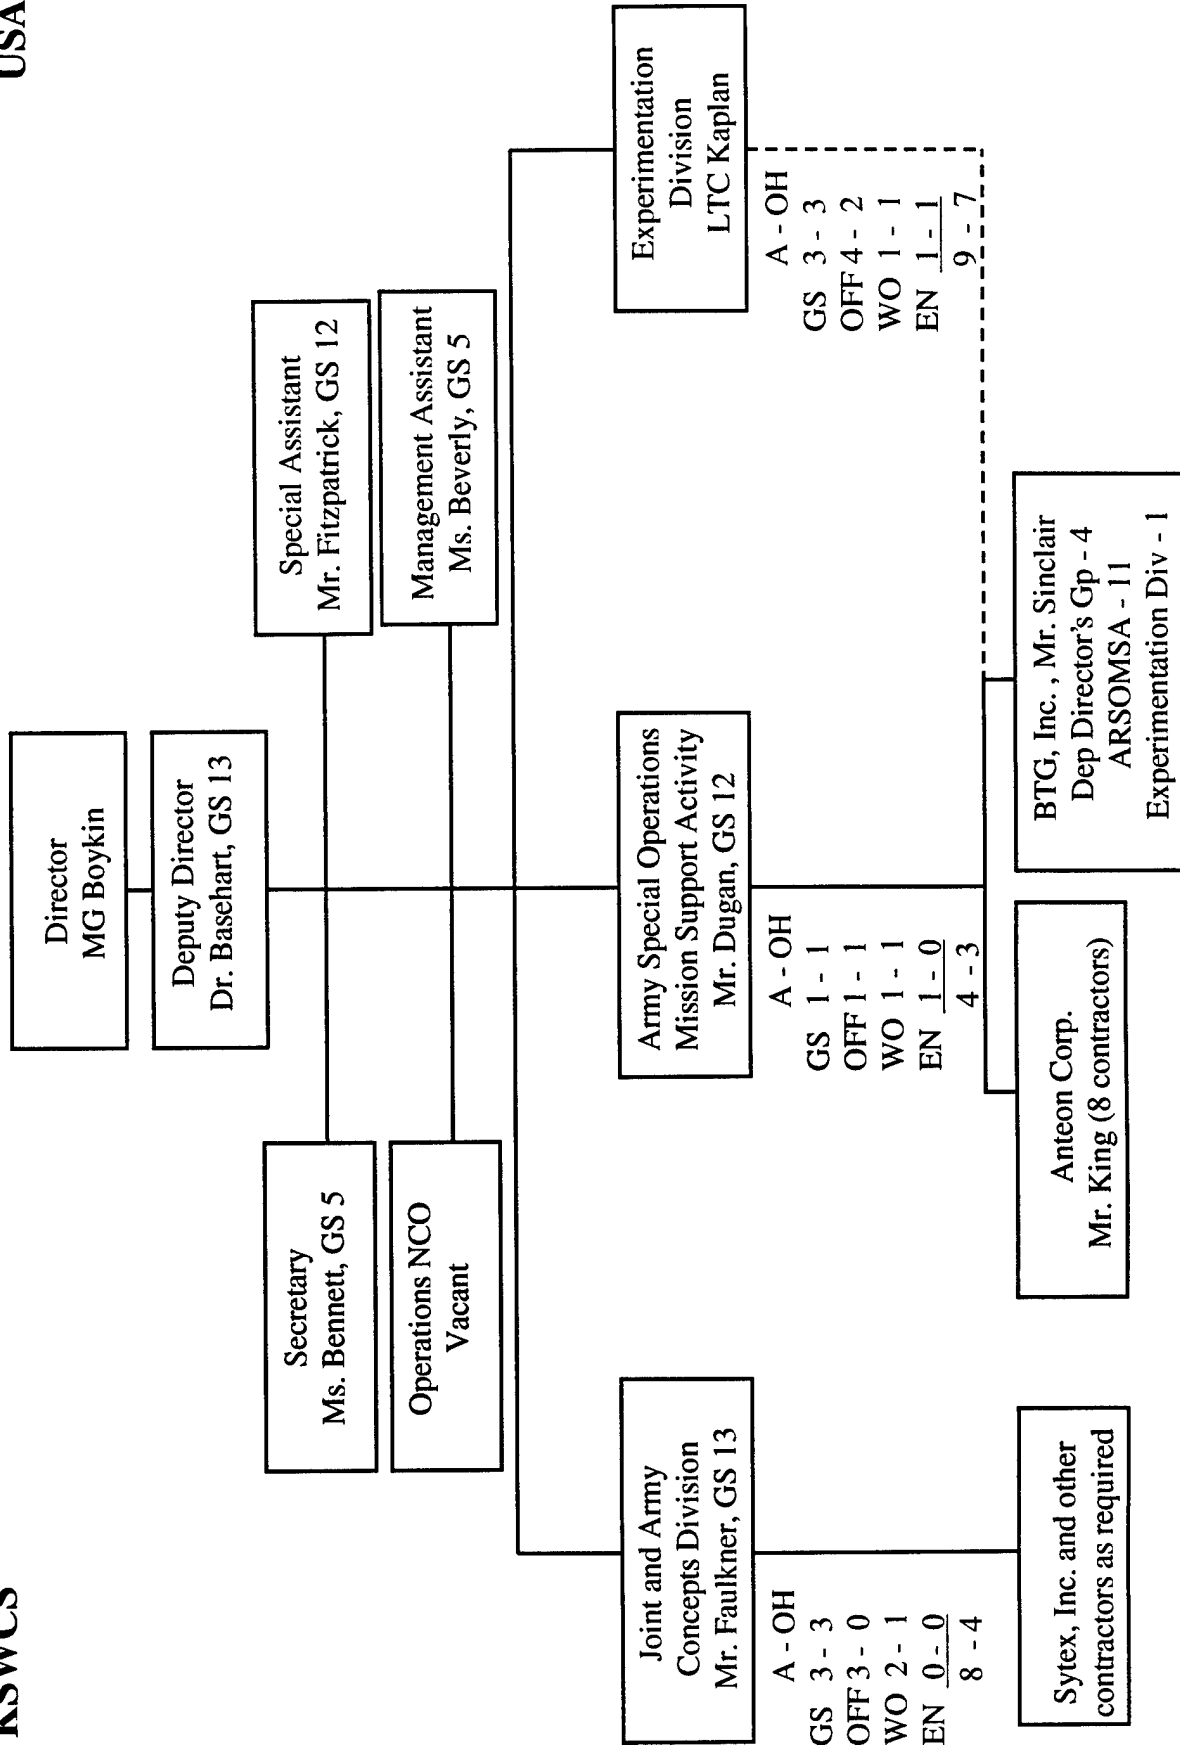 KSWCS
USA
Director
MG Boykin
Deputy Director
Dr. Basehart, GS 13
Secretary
Ms. Bennett, GS 5
Special Assistant
Mr. Fitzpatrick, GS 12
Operations NCO
Vacant
Management Assistant
Ms. Beverly, GS 5
Joint and Army
Concepts Division
Mr. Faulkner, GS 13
A - OH
GS 3 - 3
OFF 3 - 0
WO 2 - 1
EN 0 - 0
8 - 4
Army Special Operations
Mission Support Activity
Mr. Dugan, GS 12
A - OH
GS 1 - 1
OFF 1 - 1
WO 1 - 1
EN 1 - 0
4 - 3
Experimentation
Division
LTC Kaplan
A - OH
GS 3 - 3
OFF 4 - 2
WO 1 - 1
EN 1 - 1
9 - 7
Sytex, Inc. and other
contractors as required
Anteon Corp.
Mr. King (8 contractors)
BTG, Inc. , Mr. Sinclair
Dep Director's Gp - 4
ARSOMSA - 11
Experimentation Div - 1